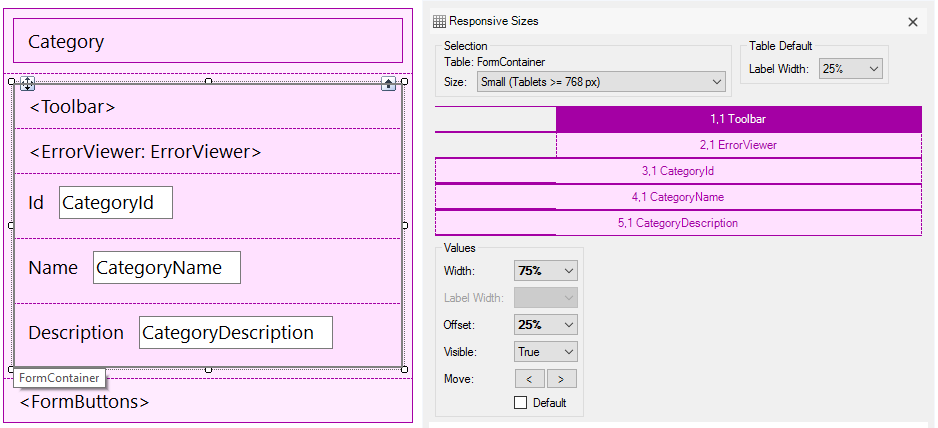 Category
<Toolbar>
<ErrorViewer: ErrorViewer>
Id CategoryId
Name CategoryName
Description CategoryDescription
FormContainer
<FormButtons>
Responsive Sizes
Selection
Table: FormContainer
Size: Small (Tablets >= 768 px)
Table Default
Label Width: 25%
1,1 Toolbar
2,1 ErrorViewer
3,1 CategoryId
4,1 CategoryName
5,1 CategoryDescription
Values
Width: 75%
Label Width:
Offset: 25%
Visible: True
Move: < >
Default